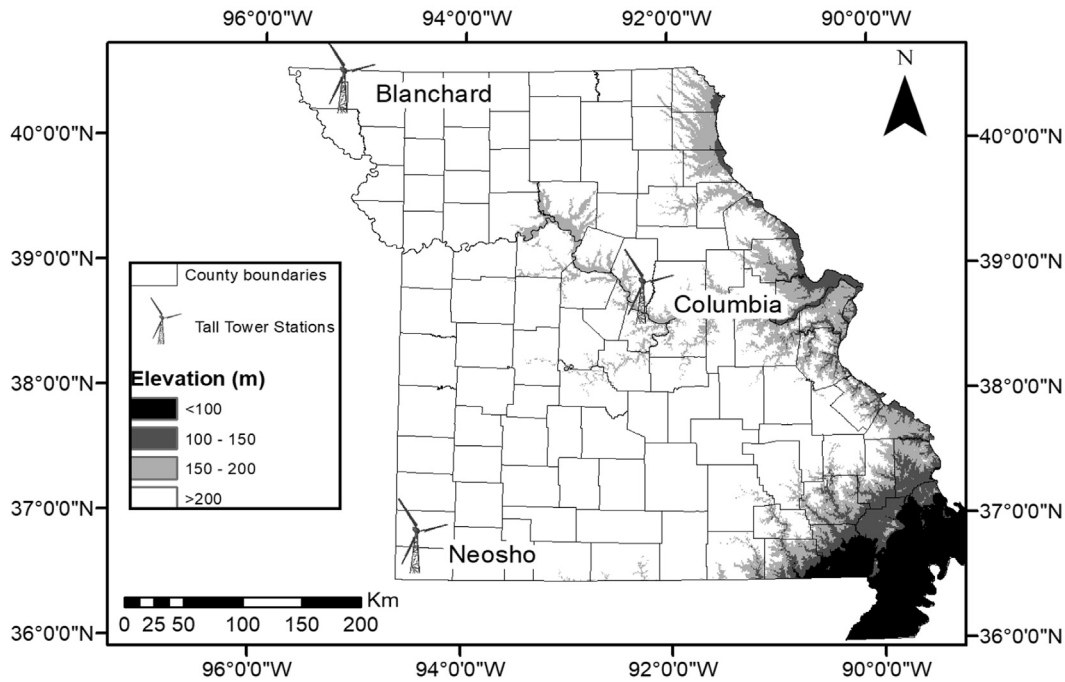 96°0'0"W 94°0'0"W 92°0'0"W 90°0'0"W
N
Blanchard
40°0'0"N 40°0'0"N
39°0'0"N 39°0'0"N
County boundaries
Tall Tower Stations
Columbia
Elevation (m)
38°0'0"N 38°0'0"N
<100
100 - 150
150 - 200
>200
37°0'0"N 37°0'0"N
Neosho
Km
0 25 50 100 150 200
36°0'0"N 36°0'0"N
96°0'0"W 94°0'0"W 92°0'0"W 90°0'0"W